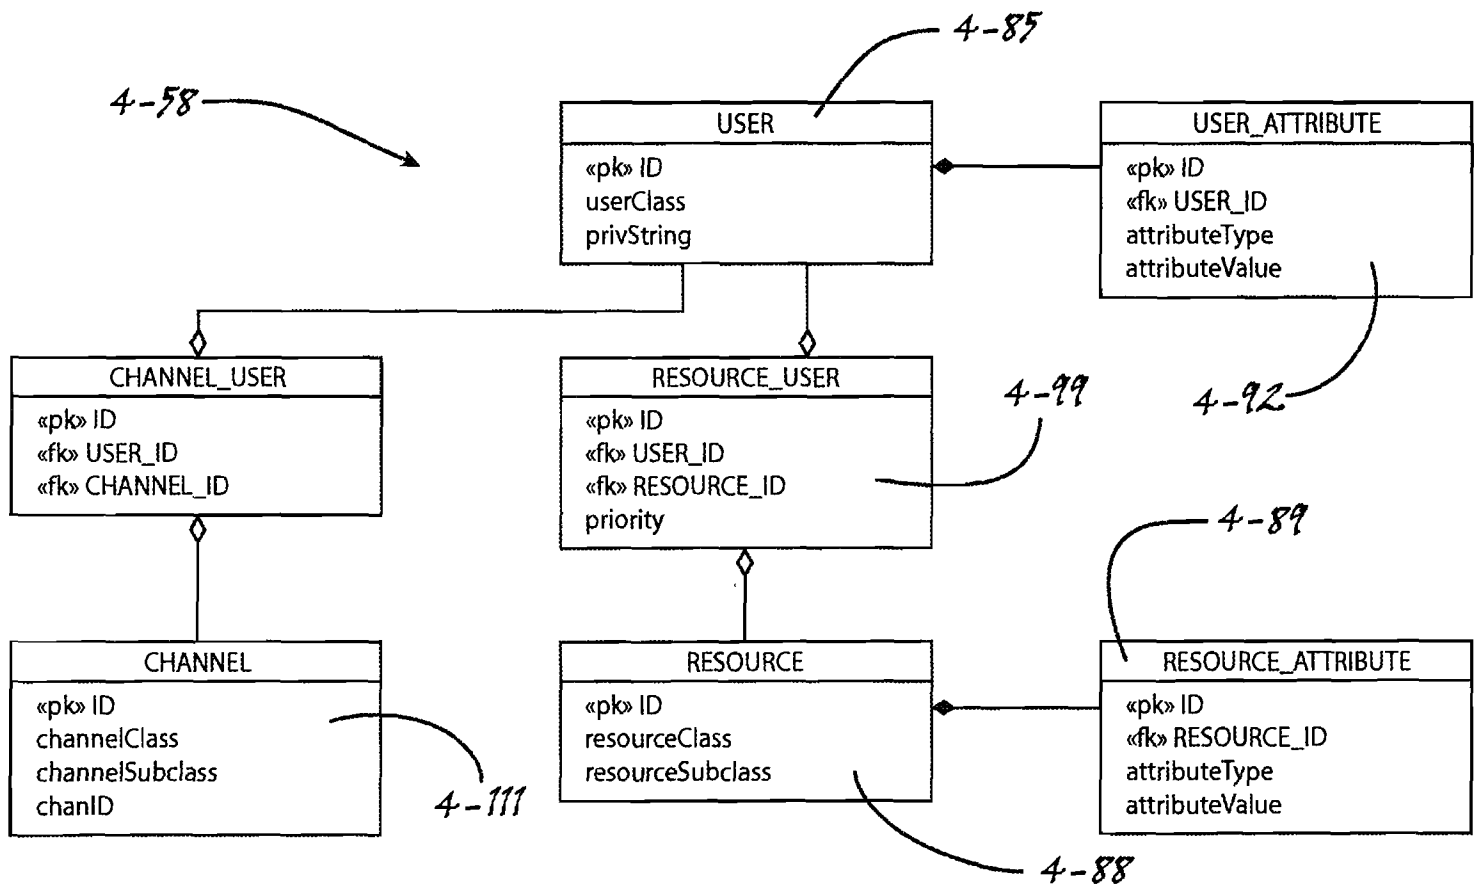 4-85
4-58
USER
«pk» ID
userClass
privString
USER_ATTRIBUTE
«pk» ID
«fk» USER_ID
attributeType
attributeValue
4-92
CHANNEL_USER
«pk» ID
«fk» USER_ID
«fk» CHANNEL_ID
RESOURCE_USER
«pk» ID
«fk» USER_ID
«fk» RESOURCE_ID
priority
4-99
4-89
CHANNEL
«pk» ID
channelClass
channelSubclass
chanID
4-111
RESOURCE
«pk» ID
resourceClass
resourceSubclass
4-88
RESOURCE_ATTRIBUTE
«pk» ID
«fk» RESOURCE_ID
attributeType
attributeValue